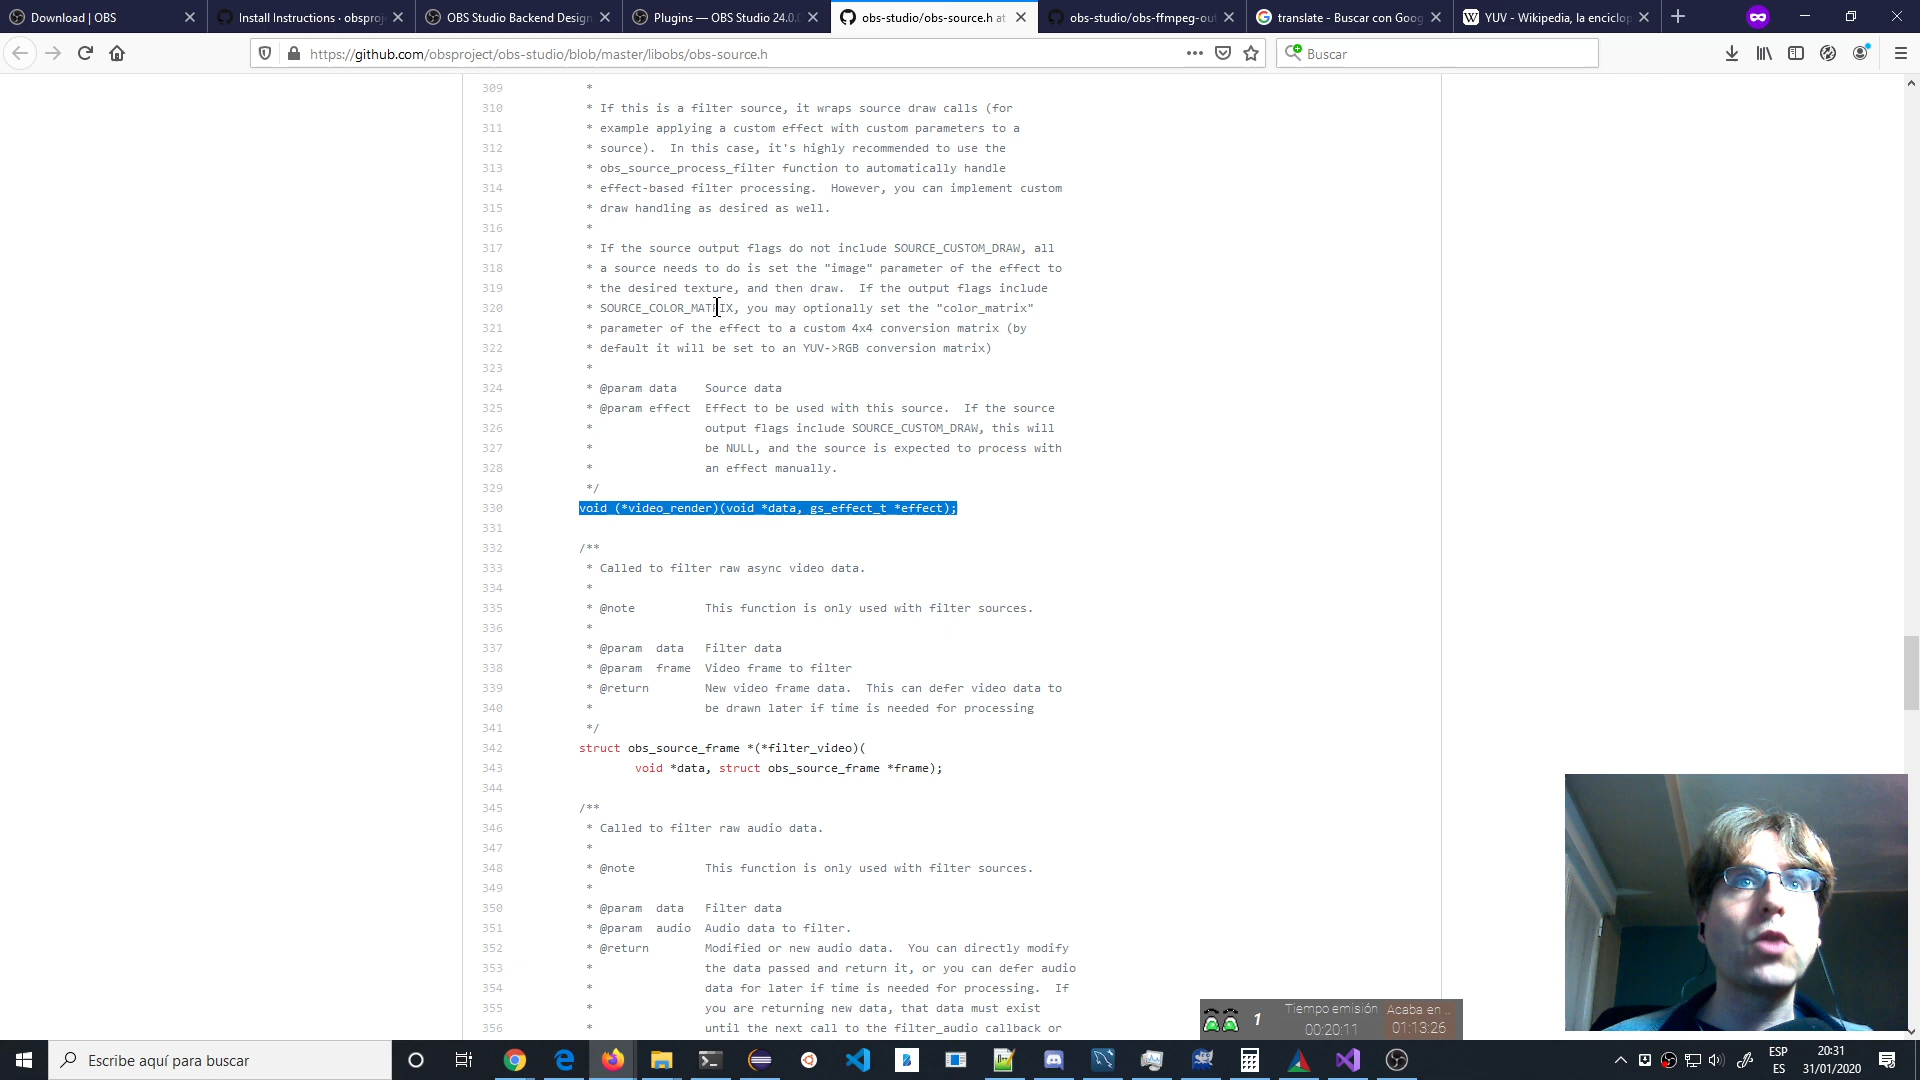 Download | OBS
Install Instructions · obsproj
OBS Studio Backend Design
Plugins — OBS Studio 24.0.
obs-studio/obs-source.h at
obs-studio/obs-ffmpeg-ou
translate - Buscar con Goog
YUV - Wikipedia, la enciclop
https://github.com/obsproject/obs-studio/blob/master/libobs/obs-source.h
Buscar
309 *
310 * If this is a filter source, it wraps source draw calls (for
311 * example applying a custom effect with custom parameters to a
312 * source).  In this case, it's highly recommended to use the
313 * obs_source_process_filter function to automatically handle
314 * effect-based filter processing.  However, you can implement custom
315 * draw handling as desired as well.
316 *
317 * If the source output flags do not include SOURCE_CUSTOM_DRAW, all
318 * a source needs to do is set the "image" parameter of the effect to
319 * the desired texture, and then draw.  If the output flags include
320 * SOURCE_COLOR_MATRIX, you may optionally set the "color_matrix"
321 * parameter of the effect to a custom 4x4 conversion matrix (by
322 * default it will be set to an YUV->RGB conversion matrix)
323 *
324 * @param data    Source data
325 * @param effect  Effect to be used with this source.  If the source
326 *                output flags include SOURCE_CUSTOM_DRAW, this will
327 *                be NULL, and the source is expected to process with
328 *                an effect manually.
329 */
330 void (*video_render)(void *data, gs_effect_t *effect);
331
332 /**
333 * Called to filter raw async video data.
334 *
335 * @note          This function is only used with filter sources.
336 *
337 * @param  data   Filter data
338 * @param  frame  Video frame to filter
339 * @return        New video frame data.  This can defer video data to
340 *                be drawn later if time is needed for processing
341 */
342 struct obs_source_frame *(*filter_video)(
343 void *data, struct obs_source_frame *frame);
344
345 /**
346 * Called to filter raw audio data.
347 *
348 * @note          This function is only used with filter sources.
349 *
350 * @param  data   Filter data
351 * @param  audio  Audio data to filter.
352 * @return        Modified or new audio data.  You can directly modify
353 *                the data passed and return it, or you can defer audio
354 *                data for later if time is needed for processing.  If
355 *                you are returning new data, that data must exist
356 *                until the next call to the filter_audio callback or
1
Tiempo emisión
00:20:11
Acaba en ..
01:13:26
Escribe aquí para buscar
ESP
ES
20:31
31/01/2020